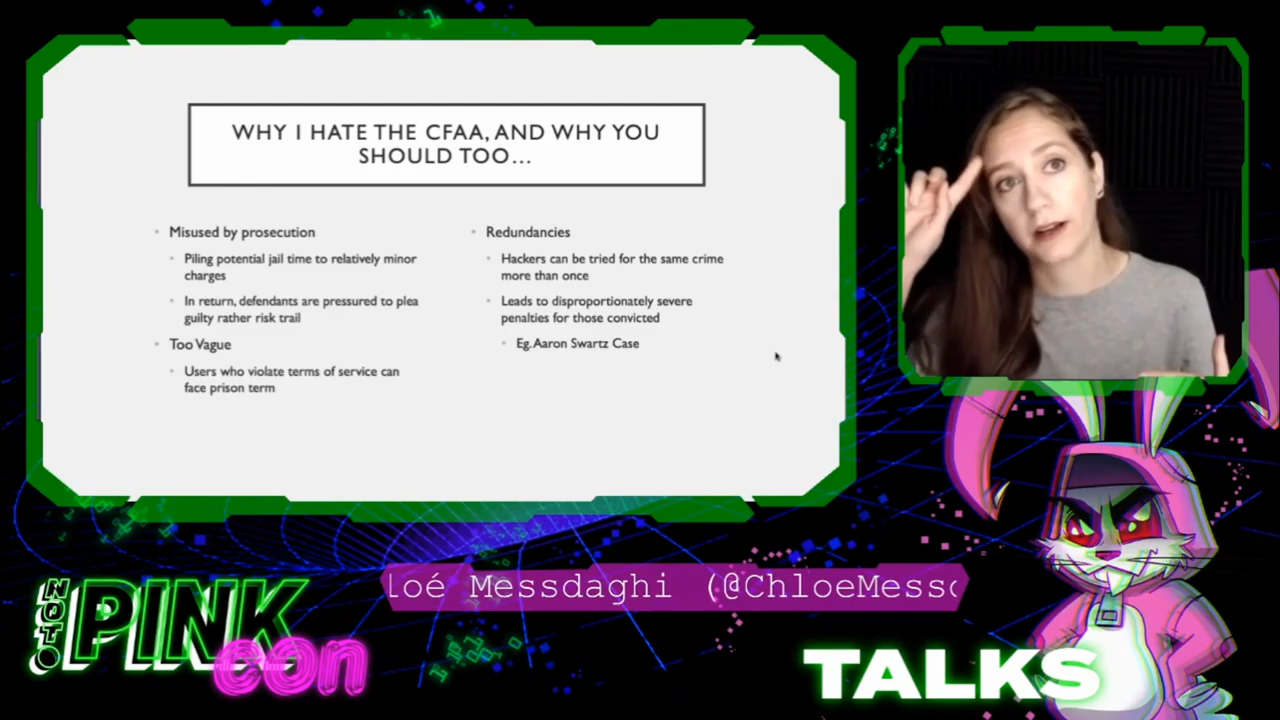 WHY I HATE THE CFAA, AND WHY YOU
SHOULD TOO...
Misused by prosecution
Piling potential jail time to relatively minor
charges
In return, defendants are pressured to plea
guilty rather risk trail
Too Vague
Users who violate terms of service can
face prison term
Redundancies
Hackers can be tried for the same crime
more than once
Leads to disproportionately severe
penalties for those convicted
Eg. Aaron Swartz Case
loé Messdaghi (@ChloeMess
NOT
PINK
con
TALKS